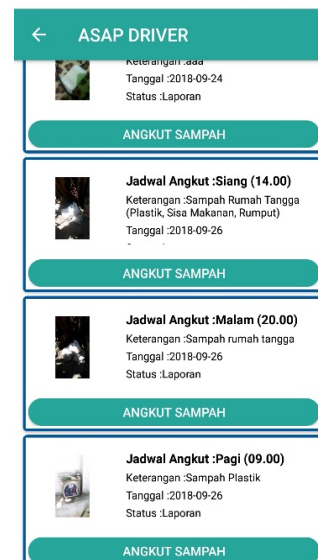 ASAP DRIVER
Keterangan :aaa
Tanggal :2018-09-24
Status :Laporan
ANGKUT SAMPAH
Jadwal Angkut :Siang (14.00)
Keterangan :Sampah Rumah Tangga
(Plastik, Sisa Makanan, Rumput)
Tanggal :2018-09-26
ANGKUT SAMPAH
Jadwal Angkut :Malam (20.00)
Keterangan :Sampah rumah tangga
Tanggal :2018-09-26
Status :Laporan
ANGKUT SAMPAH
Jadwal Angkut :Pagi (09.00)
Keterangan :Sampah Plastik
Tanggal :2018-09-26
Status :Laporan
ANGKUT SAMPAH